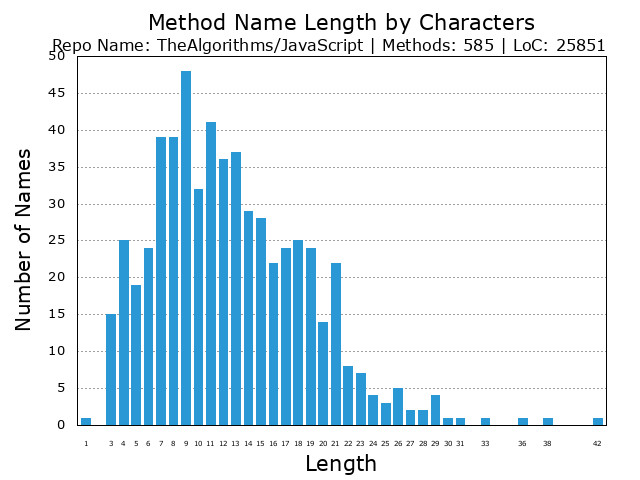 Method Name Length by Characters
Repo Name: TheAlgorithms/JavaScript | Methods: 585 | LoC: 25851
50
45
40
35
30
25
20
15
10
5
0
Number of Names
1 3 4 5 6 7 8 9 10 11 12 13 14 15 16 17 18 19 20 21 22 23 24 25 26 27 28 29 30 31 33 36 38 42
Length